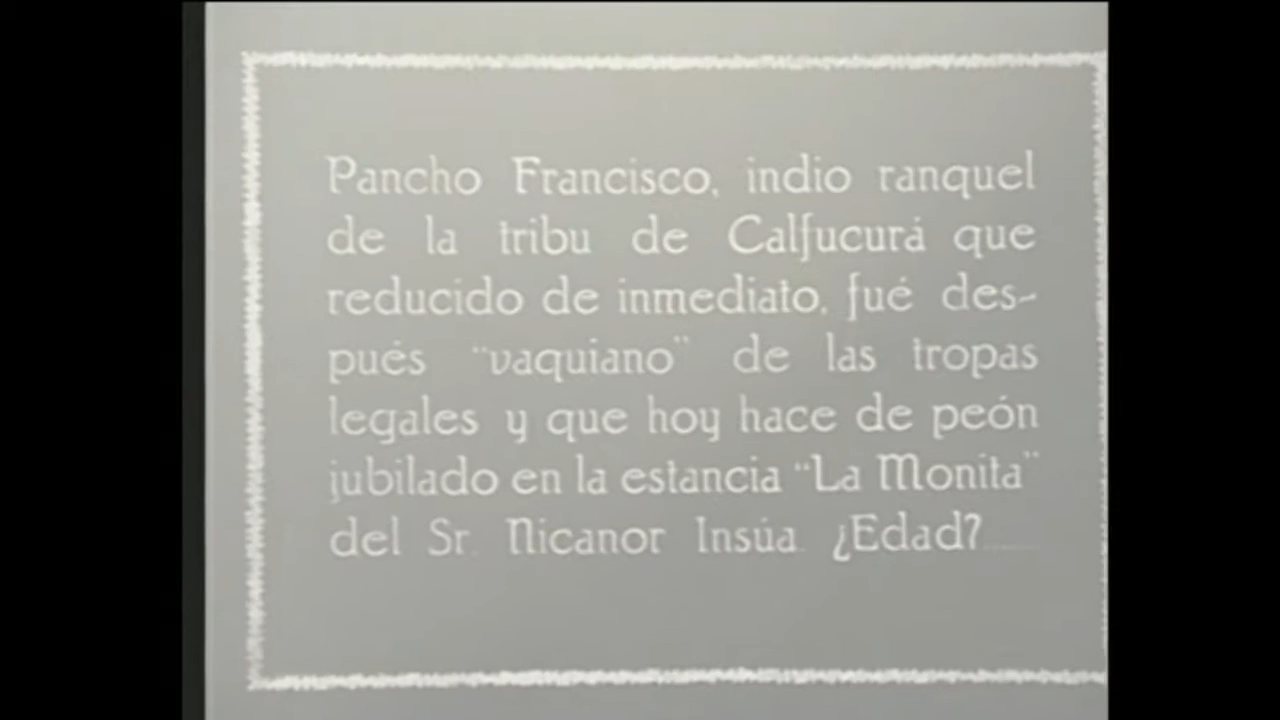 Pancho Francisco, indio ranquel
de la tribu de Calfucurá que
reducido de inmediato, fué des-
pués "vaquiano" de las tropas
legales y que hoy hace de peón
jubilado en la estancia "La Monita"
del Sr. Nicanor Insúa. ¿Edad?......